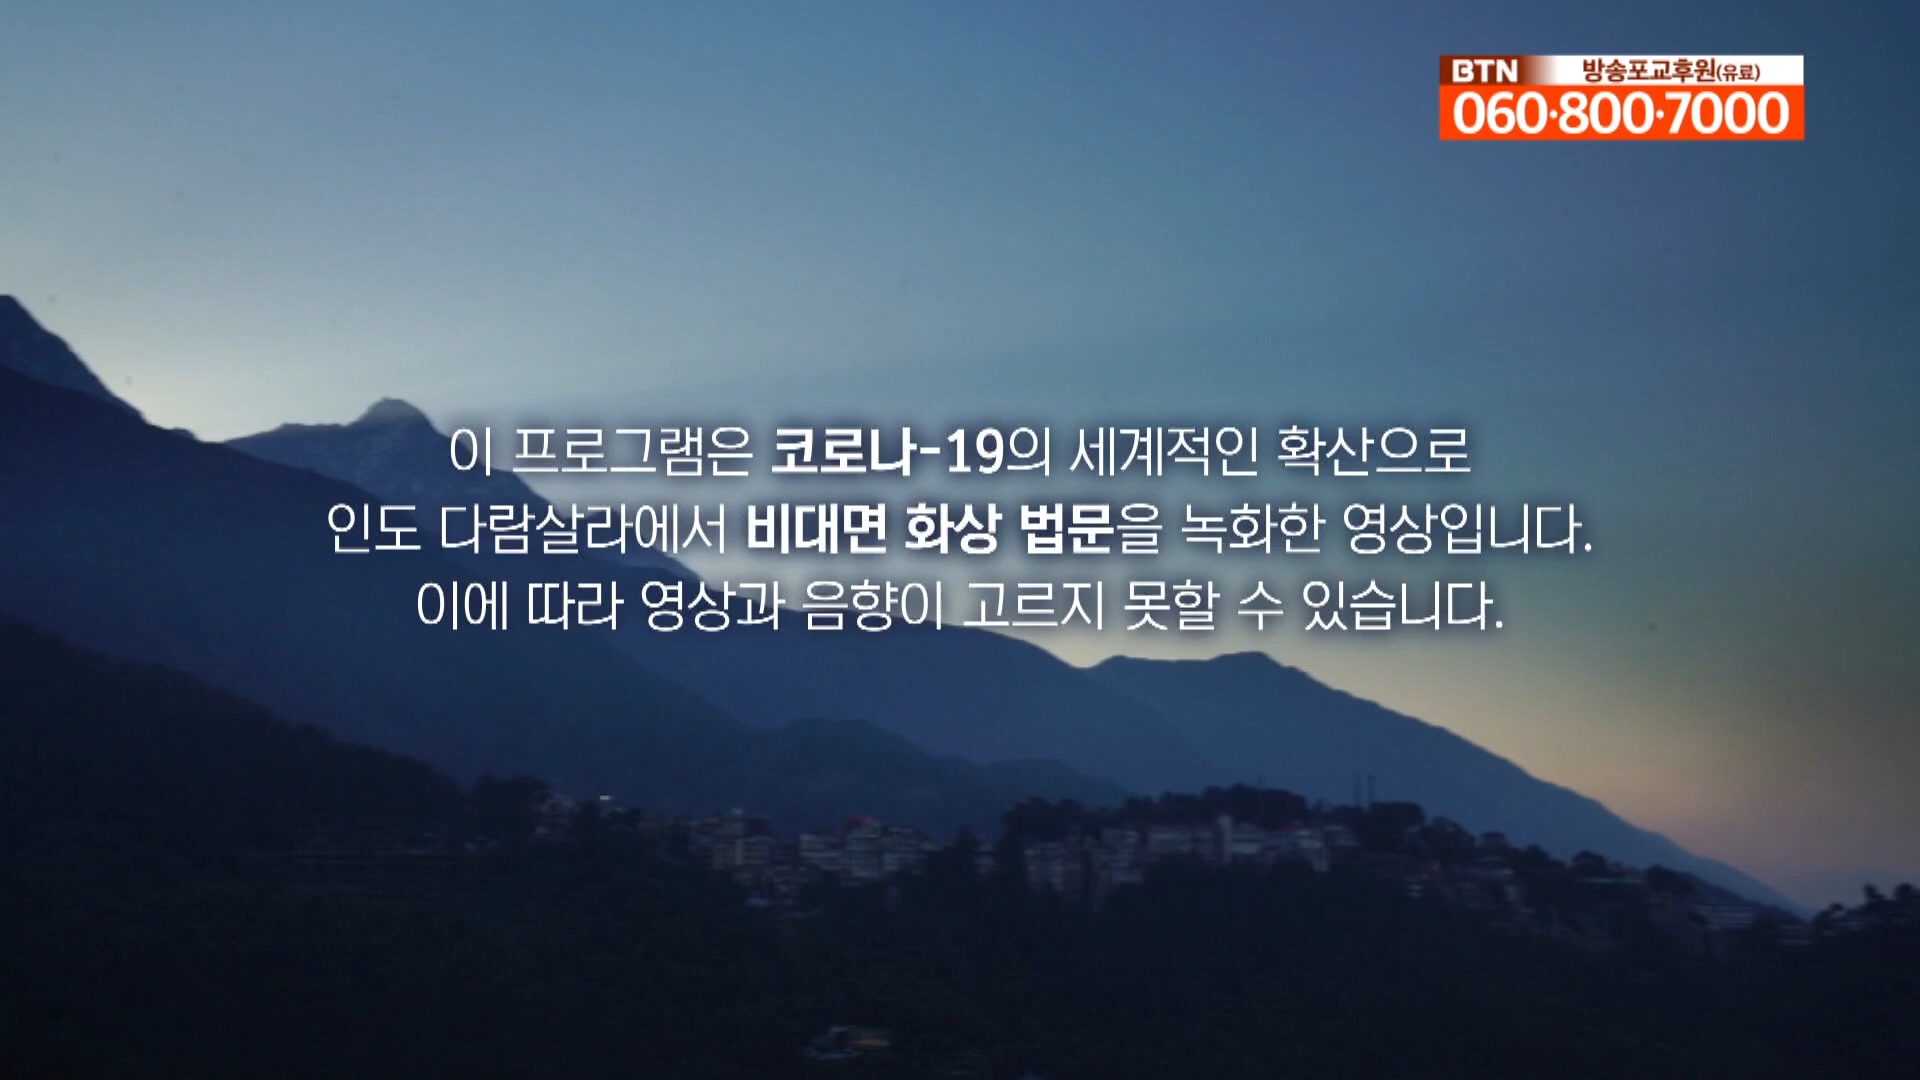 BTN 방송포교후원(유료)
060·800·7000
이 프로그램은 코로나-19의 세계적인 확산으로
인도 다람살라에서 비대면 화상 법문을 녹화한 영상입니다.
이에 따라 영상과 음향이 고르지 못할 수 있습니다.